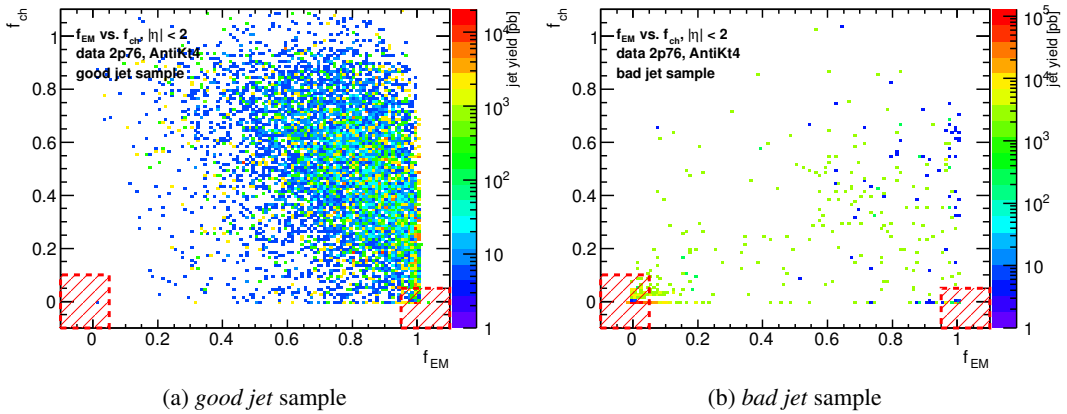 f_ch
1
0.8
0.6
0.4
0.2
0
0 0.2 0.4 0.6 0.8 1
f_EM
f_EM vs. f_ch, |η| < 2
data 2p76, AntiKt4
good jet sample
jet yield [pb]
10^4
10^3
10^2
10
1
(a) good jet sample
f_ch
1
0.8
0.6
0.4
0.2
0
0 0.2 0.4 0.6 0.8 1
f_EM
f_EM vs. f_ch, |η| < 2
data 2p76, AntiKt4
bad jet sample
jet yield [pb]
10^5
10^4
10^3
10^2
10
1
(b) bad jet sample